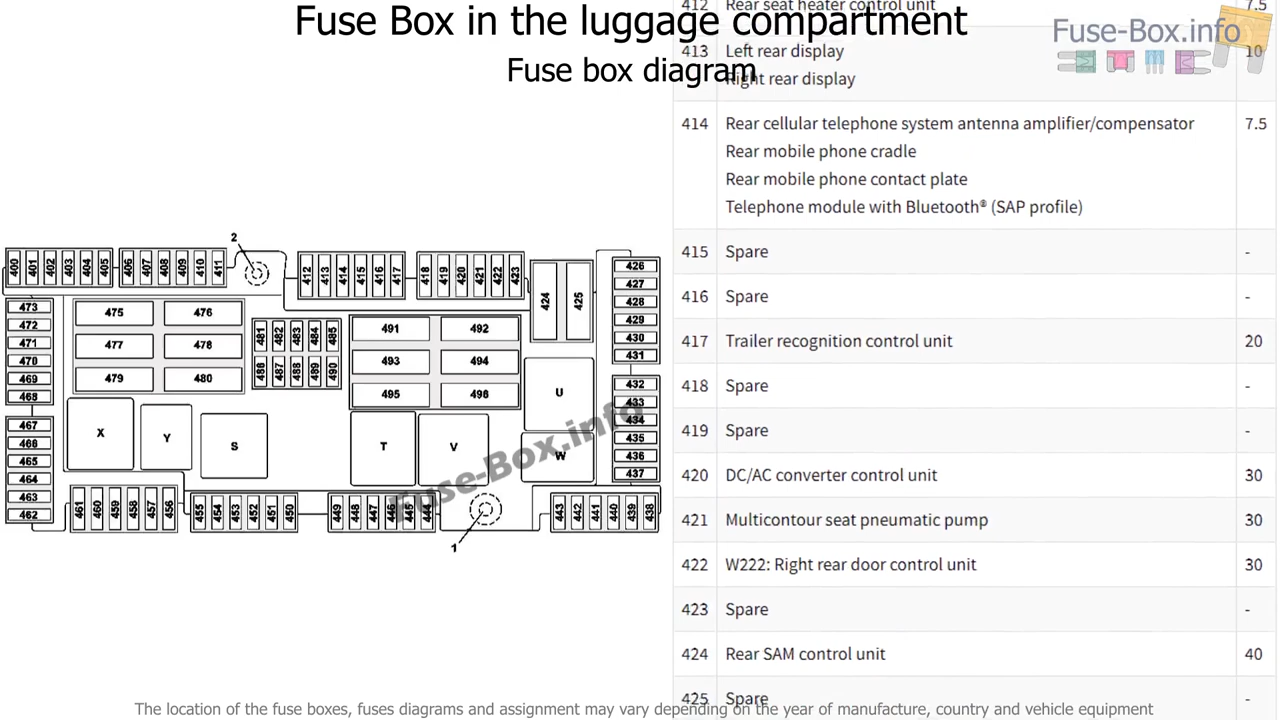 Fuse Box in the luggage compartment
Fuse box diagram
Fuse-Box.info
412 Rear seat heater control unit 7.5
413 Left rear display 10
Right rear display
414 Rear cellular telephone system antenna amplifier/compensator 7.5
Rear mobile phone cradle
Rear mobile phone contact plate
Telephone module with Bluetooth® (SAP profile)
415 Spare -
416 Spare -
417 Trailer recognition control unit 20
418 Spare -
419 Spare -
420 DC/AC converter control unit 30
421 Multicontour seat pneumatic pump 30
422 W222: Right rear door control unit 30
423 Spare -
424 Rear SAM control unit 40
425 Spare -
2
400 401 402 403 404 405 406 407 408 409 410 411
412 413 414 415 416 417 418 419 420 421 422 423
424 425
426
427
428
429
430
431
432
433
434
435
436
437
473
472
471
470
469
468
467
466
465
464
463
462
475 476
477 478
479 480
481 482 483 484 485
486 487 488 489 490
491 492
493 494
495 496
X Y S T V U W
461 460 459 458 457 456 455 454 453 452 451 450
449 448 447 446 445 444
443 442 441 440 439 438
1
Fuse-Box.info
The location of the fuse boxes, fuses diagrams and assignment may vary depending on the year of manufacture, country and vehicle equipment